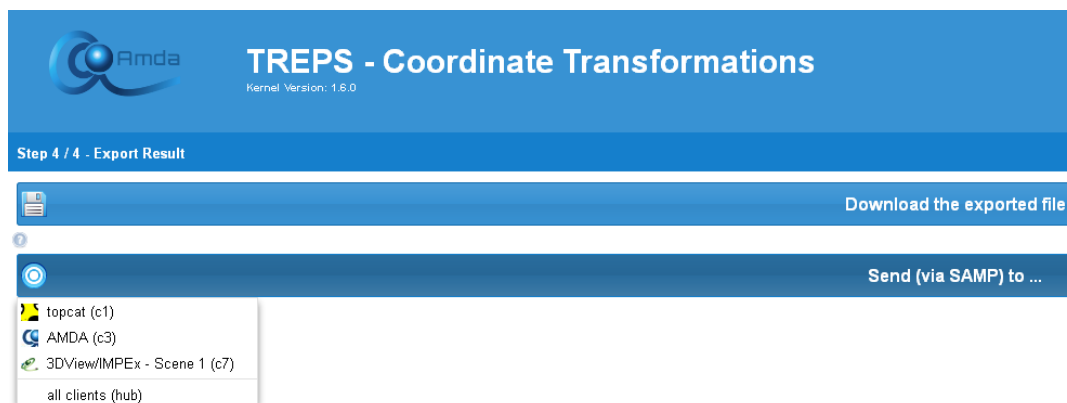 Amda
TREPS - Coordinate Transformations
Kernel Version: 1.6.0
Step 4 / 4 - Export Result
Download the exported file
?
Send (via SAMP) to ...
topcat (c1)
AMDA (c3)
3DView/IMPEx - Scene 1 (c7)
all clients (hub)